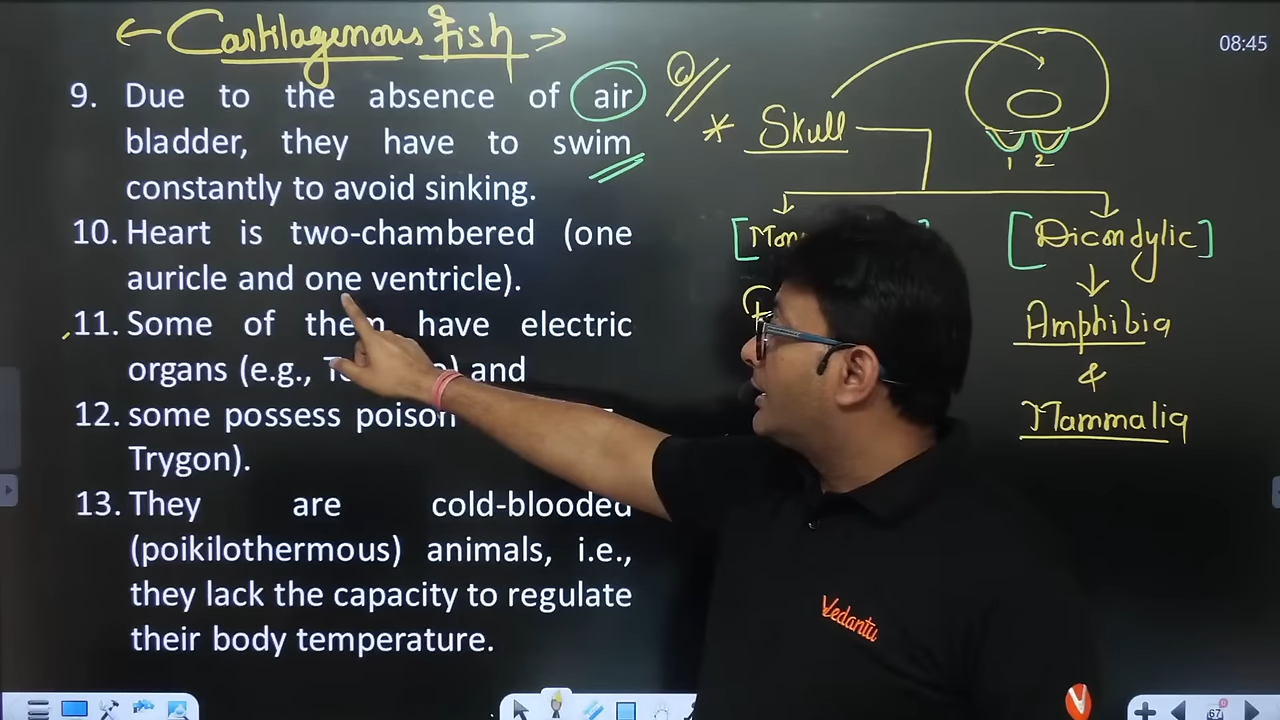 ← Cartilagenous fish →
9. Due to the absence of air
bladder, they have to swim
constantly to avoid sinking.
10. Heart is two-chambered (one
auricle and one ventricle).
11. Some of them have electric
organs (e.g., and
12. some possess poison
Trygon).
13. They are cold-blooded
(poikilothermous) animals, i.e.,
they lack the capacity to regulate
their body temperature.
@//
* Skull
1 2
[Dicondylic]
Amphibia
&
Mammalia
08:45
Vedantu
V
67